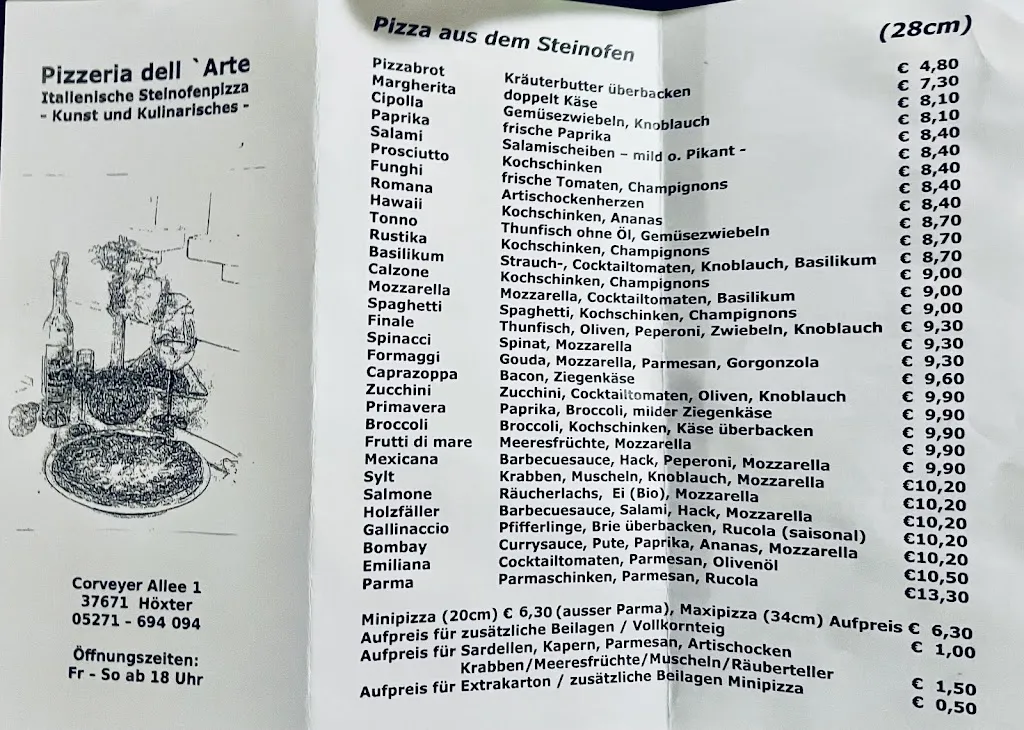 Pizzeria dell `Arte
Italienische Steinofenpizza
- Kunst und Kulinarisches -
Corveyer Allee 1
37671 Höxter
05271 - 694 094
Öffnungszeiten:
Fr - So ab 18 Uhr
Pizza aus dem Steinofen (28cm)
Pizzabrot Kräuterbutter überbacken € 4,80
Margherita doppelt Käse € 7,30
Cipolla Gemüsezwiebeln, Knoblauch € 8,10
Paprika frische Paprika € 8,10
Salami Salamischeiben – mild o. Pikant - € 8,40
Prosciutto Kochschinken € 8,40
Funghi frische Tomaten, Champignons € 8,40
Romana Artischockenherzen € 8,40
Hawaii Kochschinken, Ananas € 8,40
Tonno Thunfisch ohne Öl, Gemüsezwiebeln € 8,70
Rustika Kochschinken, Champignons € 8,70
Basilikum Strauch-, Cocktailtomaten, Knoblauch, Basilikum € 8,70
Calzone Kochschinken, Champignons € 9,00
Mozzarella Mozzarella, Cocktailtomaten, Basilikum € 9,00
Spaghetti Spaghetti, Kochschinken, Champignons € 9,00
Finale Thunfisch, Oliven, Peperoni, Zwiebeln, Knoblauch € 9,30
Spinacci Spinat, Mozzarella € 9,30
Formaggi Gouda, Mozzarella, Parmesan, Gorgonzola € 9,30
Caprazoppa Bacon, Ziegenkäse € 9,60
Zucchini Zucchini, Cocktailtomaten, Oliven, Knoblauch € 9,90
Primavera Paprika, Broccoli, milder Ziegenkäse € 9,90
Broccoli Broccoli, Kochschinken, Käse überbacken € 9,90
Frutti di mare Meeresfrüchte, Mozzarella € 9,90
Mexicana Barbecuesauce, Hack, Peperoni, Mozzarella € 9,90
Sylt Krabben, Muscheln, Knoblauch, Mozzarella €10,20
Salmone Räucherlachs, Ei (Bio), Mozzarella €10,20
Holzfäller Barbecuesauce, Salami, Hack, Mozzarella €10,20
Gallinaccio Pfifferlinge, Brie überbacken, Rucola (saisonal) €10,20
Bombay Currysauce, Pute, Paprika, Ananas, Mozzarella €10,20
Emiliana Cocktailtomaten, Parmesan, Olivenöl €10,50
Parma Parmaschinken, Parmesan, Rucola €13,30
Minipizza (20cm) € 6,30 (ausser Parma), Maxipizza (34cm) Aufpreis € 6,30
Aufpreis für zusätzliche Beilagen / Vollkornteig € 1,00
Aufpreis für Sardellen, Kapern, Parmesan, Artischocken
Krabben/Meeresfrüchte/Muscheln/Räuberteller € 1,50
Aufpreis für Extrakarton / zusätzliche Beilagen Minipizza € 0,50